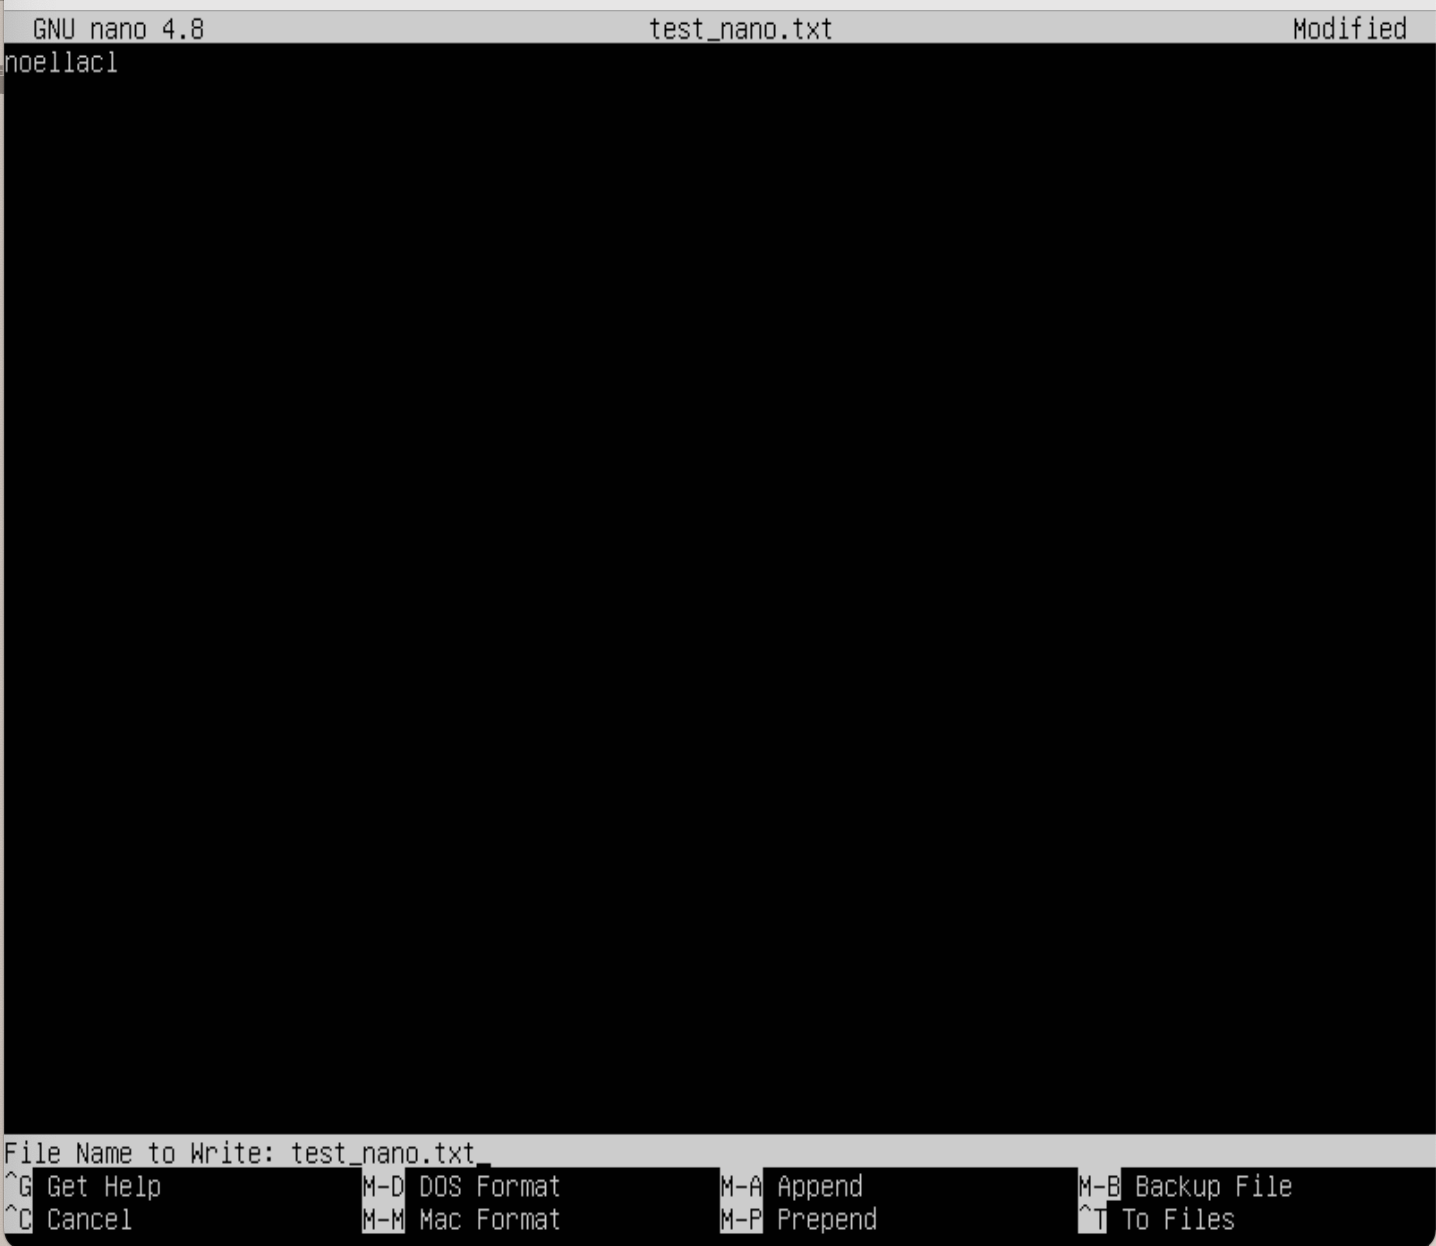 GNU nano 4.8 test_nano.txt Modified
noellacl
File Name to Write: test_nano.txt
^G Get Help M-D DOS Format M-A Append M-B Backup File
^C Cancel M-M Mac Format M-P Prepend ^T To Files